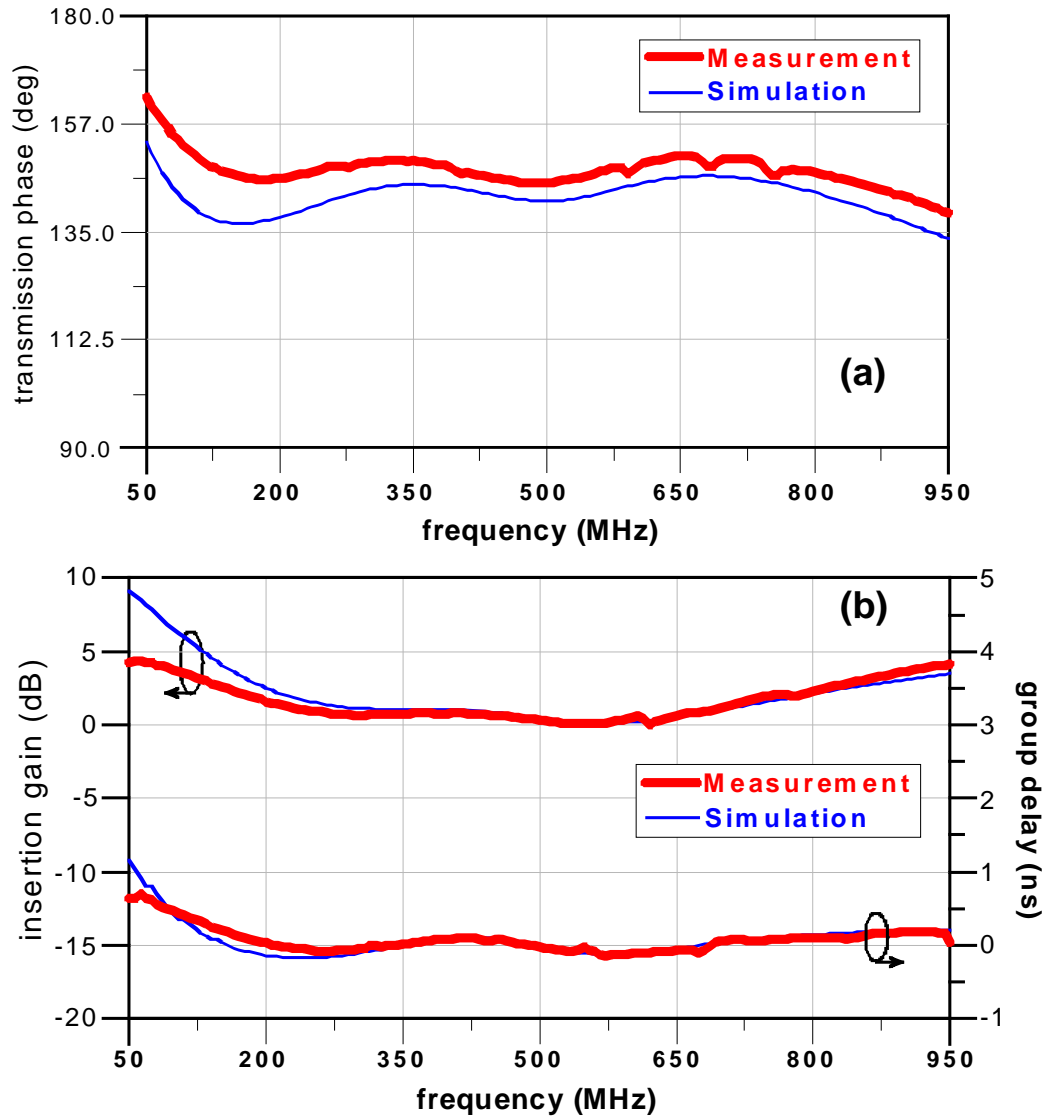 180.0
157.0
135.0
112.5
90.0
transmission phase (deg)
Measurement
Simulation
(a)
50 200 350 500 650 800 950
frequency (MHz)
10
5
0
-5
-10
-15
-20
insertion gain (dB)
(b)
Measurement
Simulation
5
4
3
2
1
0
-1
group delay (ns)
50 200 350 500 650 800 950
frequency (MHz)